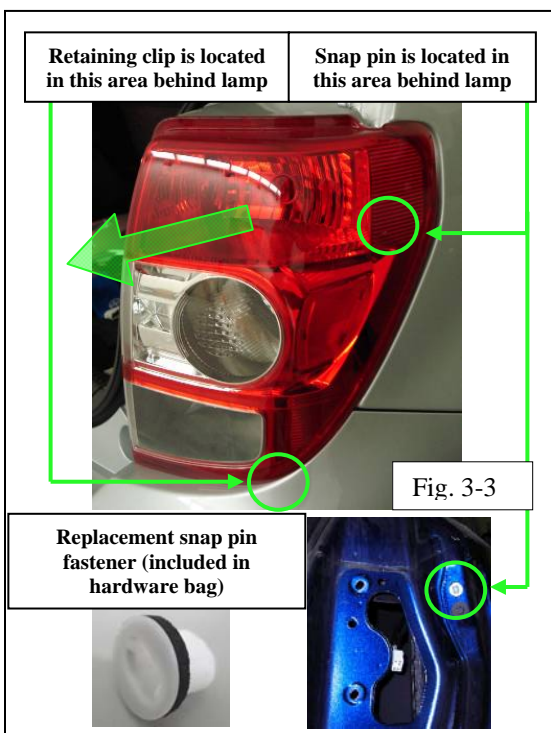 Retaining clip is located
in this area behind lamp
Snap pin is located in
this area behind lamp
Fig. 3-3
Replacement snap pin
fastener (included in
hardware bag)